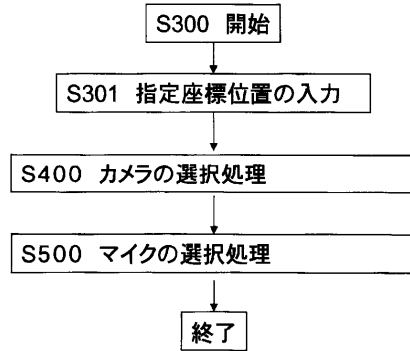 S300 開始
S301 指定座標位置の入力
S400 カメラの選択処理
S500 マイクの選択処理
終了